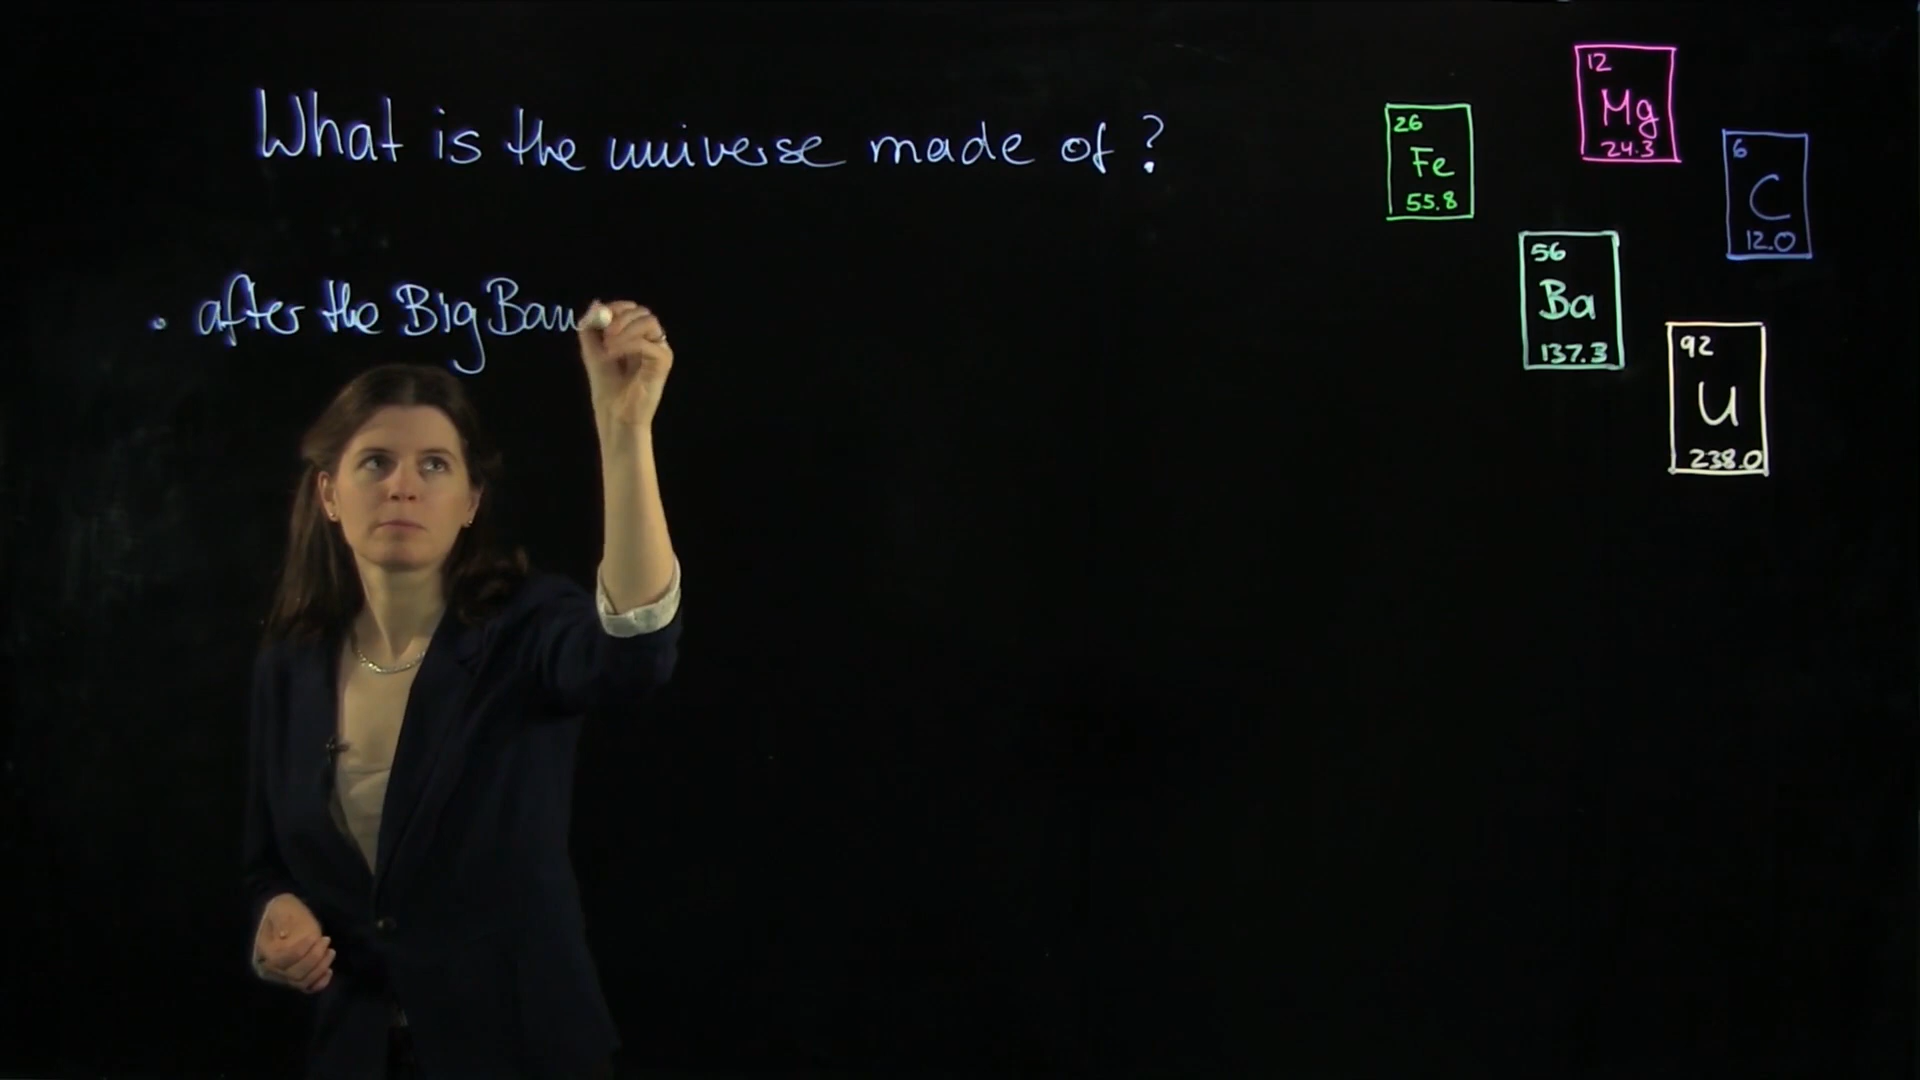 What is the universe made of?
• after the Big Ban
26
Fe
55.8
12
Mg
24.3
6
C
12.0
56
Ba
137.3
92
U
238.0